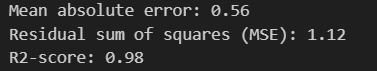 Mean absolute error: 0.56
Residual sum of squares (MSE): 1.12
R2-score: 0.98